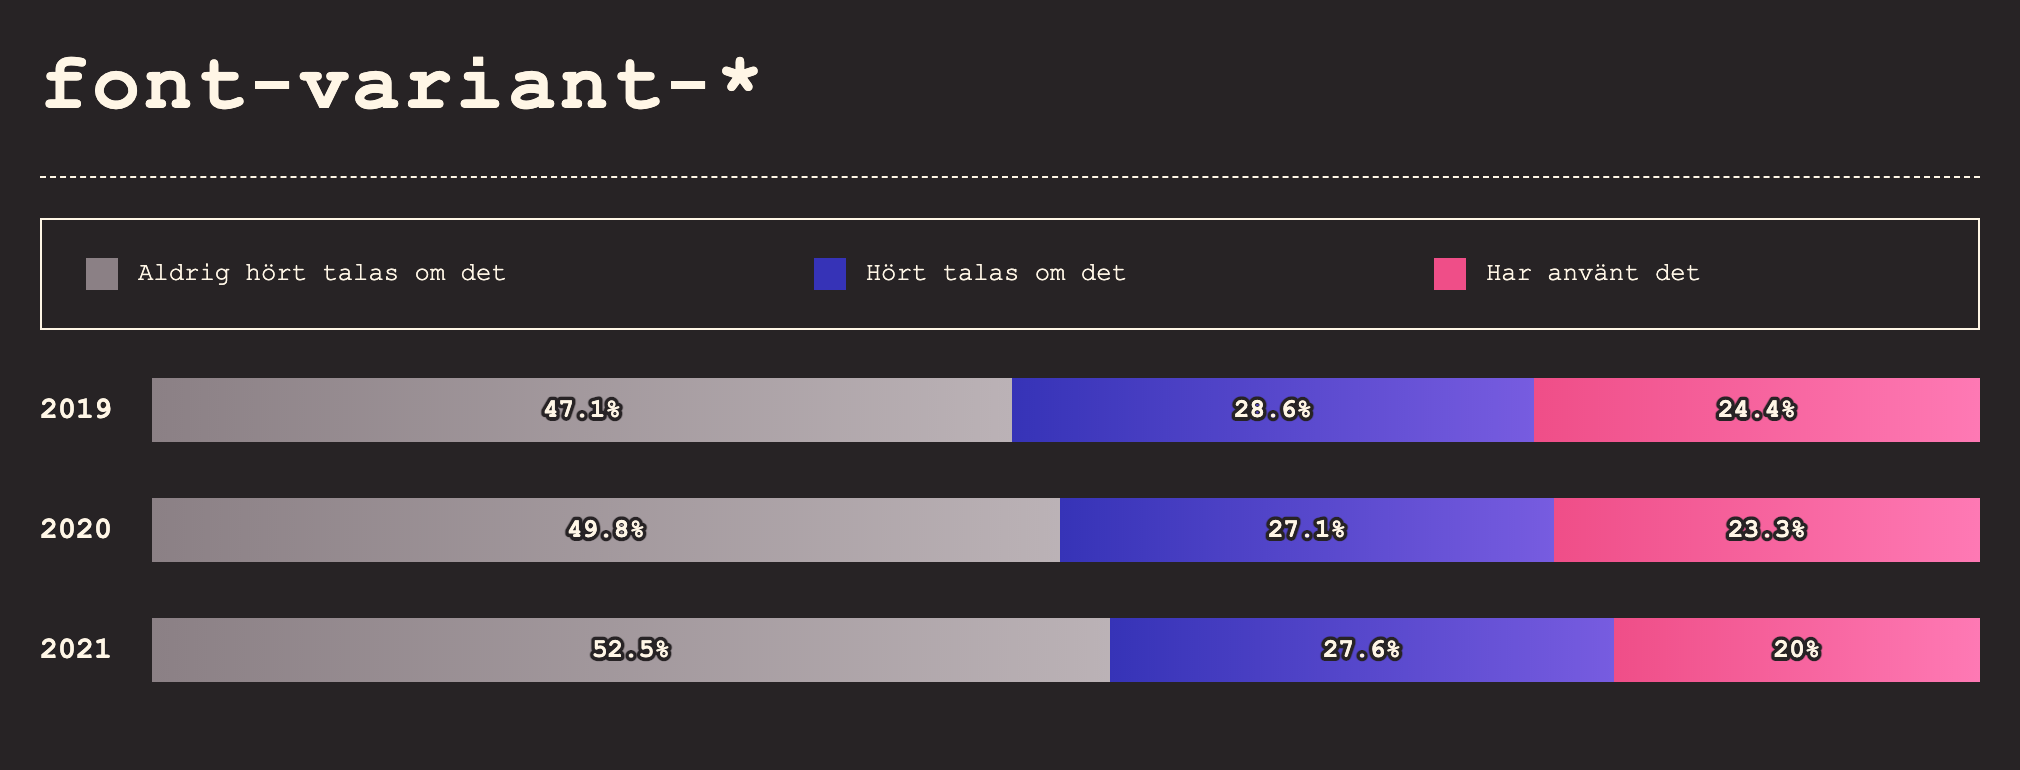 font-variant-*
Aldrig hört talas om det Hört talas om det Har använt det
2019 47.1% 28.6% 24.4%
2020 49.8% 27.1% 23.3%
2021 52.5% 27.6% 20%